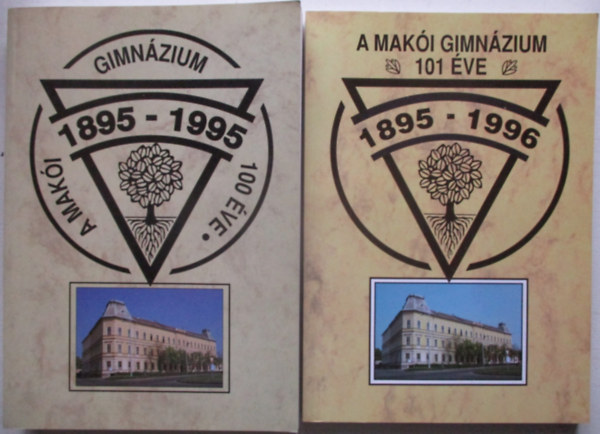 GIMNÁZIUM
1895 - 1995
A MAKÓI
100 ÉVE •
A MAKÓI GIMNÁZIUM
101 ÉVE
1895 - 1996